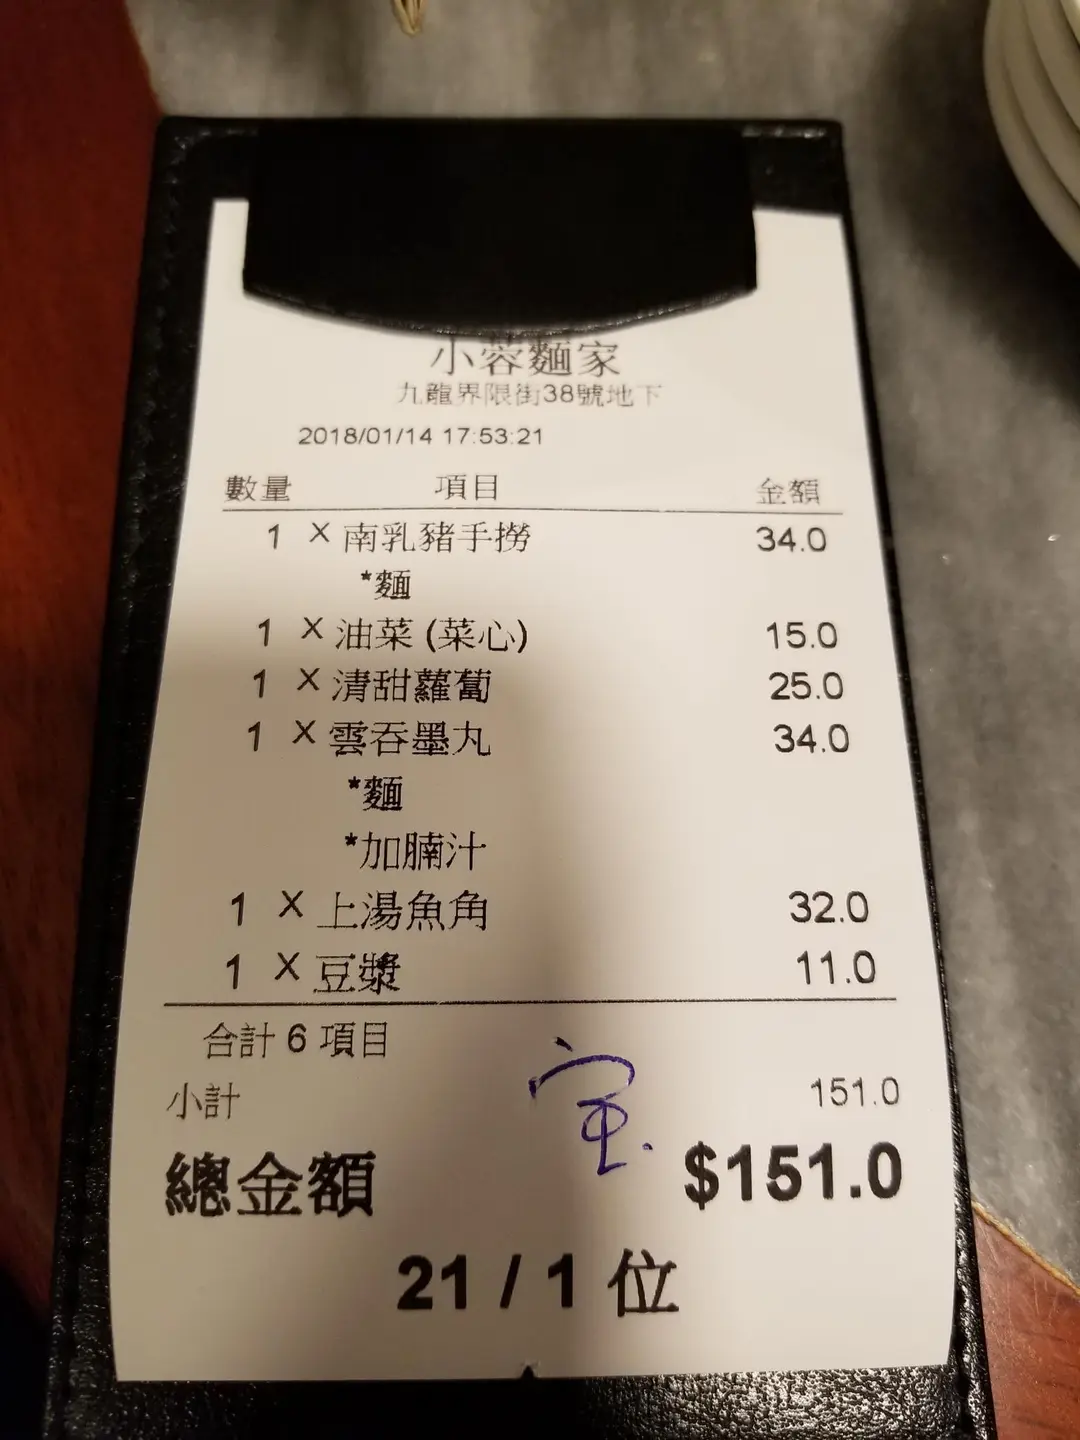 小蓉麵家
九龍界限街38號地下
2018/01/14 17:53:21
數量 項目 金額
1 X 南乳豬手撈 34.0
*麵
1 X 油菜 (菜心) 15.0
1 X 清甜蘿蔔 25.0
1 X 雲吞墨丸 34.0
*麵
*加腩汁
1 X 上湯魚角 32.0
1 X 豆漿 11.0
合計 6 項目
小計 151.0
總金額 $151.0
21 / 1 位